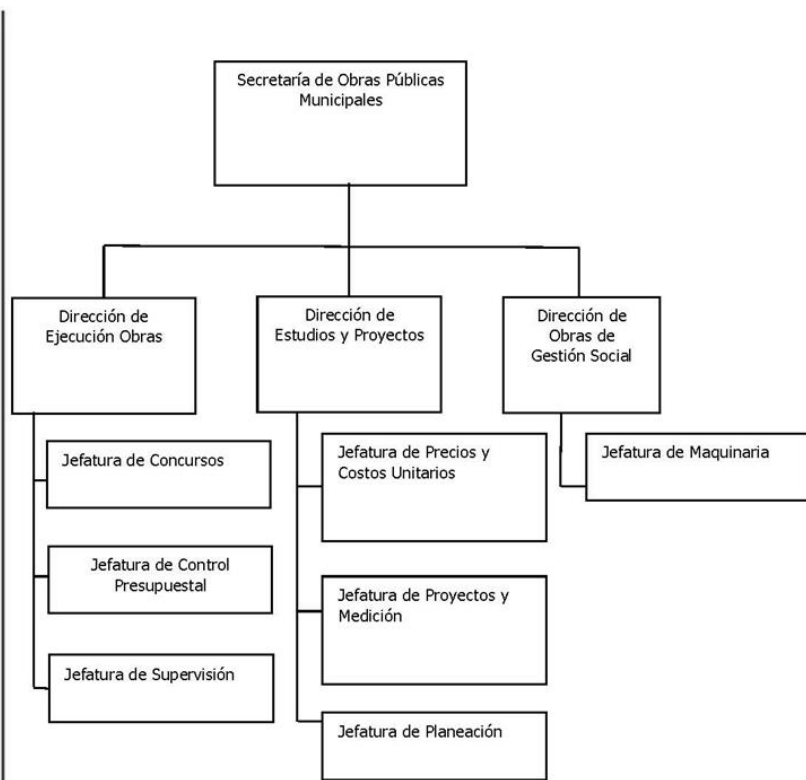 Secretaría de Obras Públicas
Municipales
Dirección de
Ejecución Obras
Dirección de
Estudios y Proyectos
Dirección de
Obras de
Gestión Social
Jefatura de Concursos
Jefatura de Control
Presupuestal
Jefatura de Supervisión
Jefatura de Precios y
Costos Unitarios
Jefatura de Proyectos y
Medición
Jefatura de Planeación
Jefatura de Maquinaria